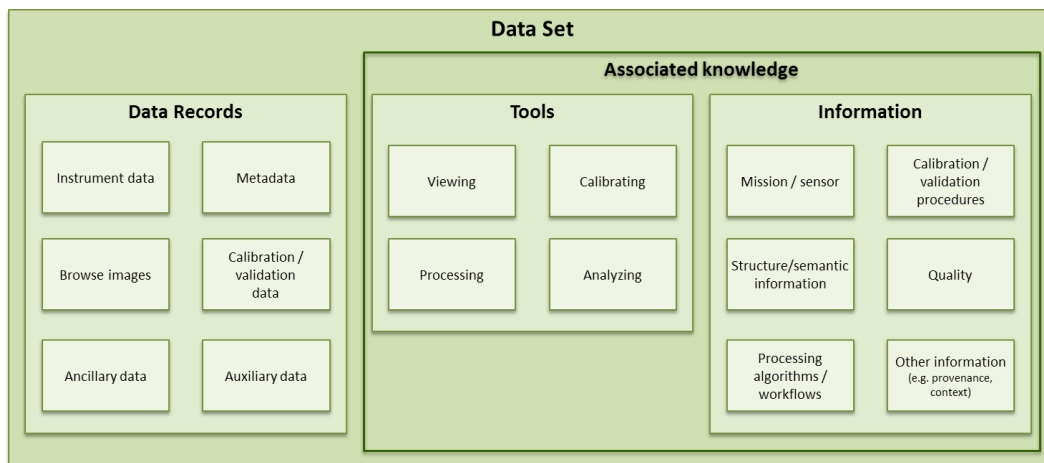 Data Set
Associated knowledge
Data Records
Instrument data
Metadata
Browse images
Calibration /
validation
data
Ancillary data
Auxiliary data
Tools
Viewing
Calibrating
Processing
Analyzing
Information
Mission / sensor
Calibration /
validation
procedures
Structure/semantic
information
Quality
Processing
algorithms /
workflows
Other information
(e.g. provenance,
context)